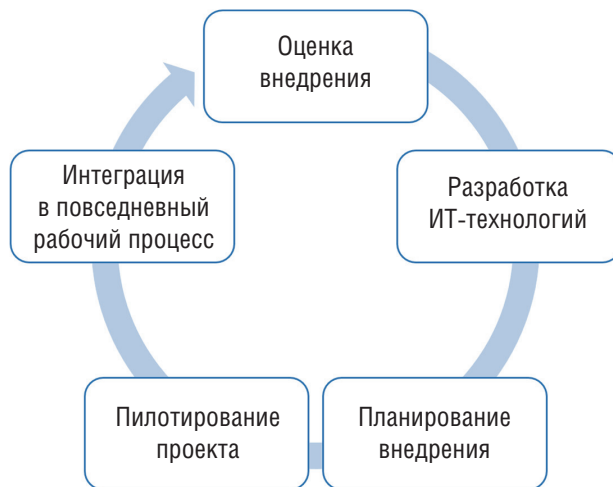 Оценка
внедрения
Разработка
ИТ-технологий
Планирование
внедрения
Пилотирование
проекта
Интеграция
в повседневный
рабочий процесс